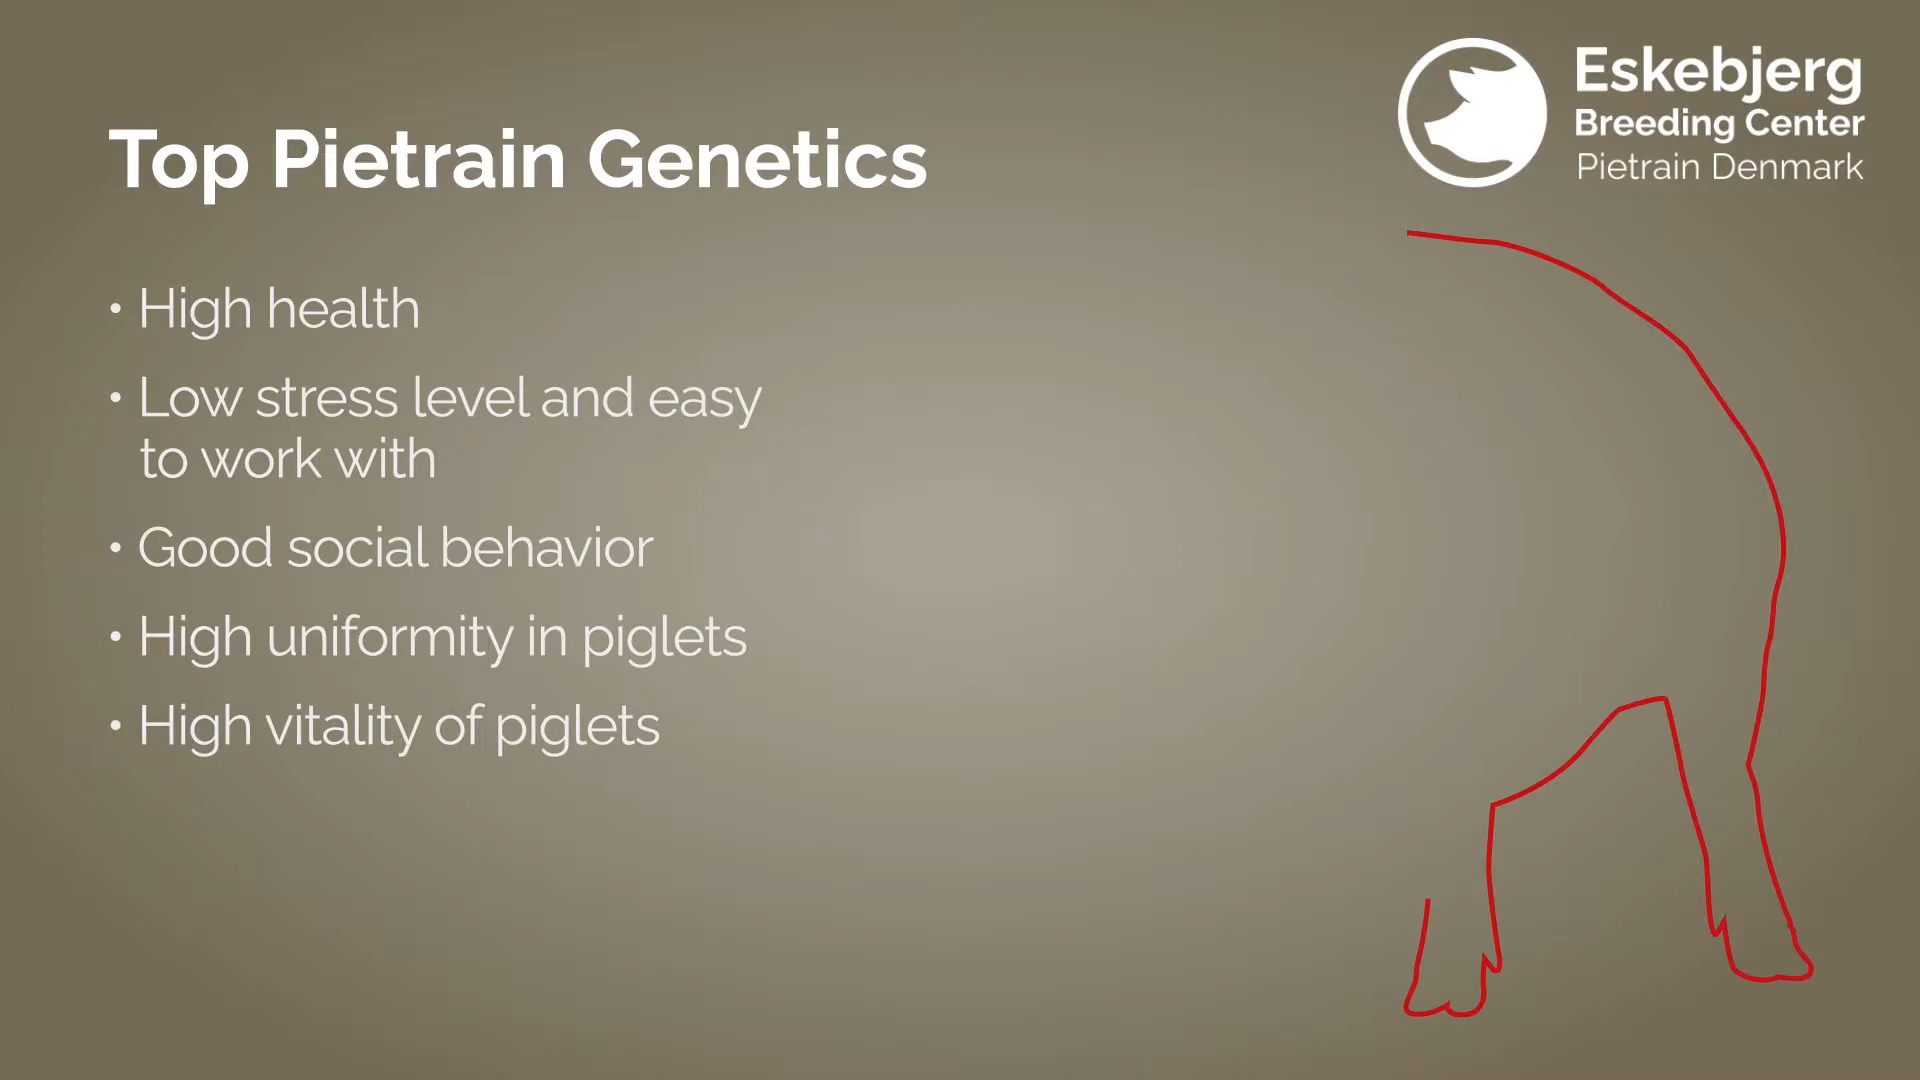 Eskebjerg
Breeding Center
Pietrain Denmark
Top Pietrain Genetics
• High health
• Low stress level and easy
to work with
• Good social behavior
• High uniformity in piglets
• High vitality of piglets